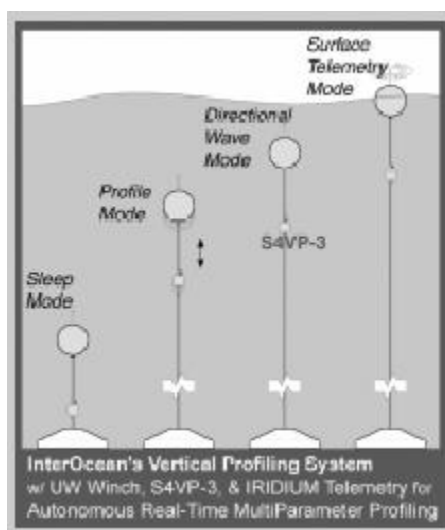 Surface
Telemetry
Mode
Directional
Wave
Mode
Profile
Mode
S4VP-3
Sleep
Mode
InterOcean's Vertical Profiling System
w/ UW Winch, S4VP-3, & IRIDIUM Telemetry for
Autonomous Real-Time MultiParameter Profiling